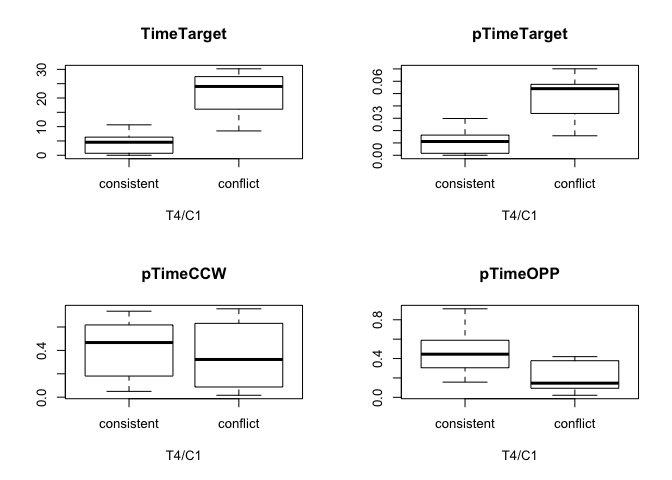 TimeTarget
30
20
10
0
consistent
conflict
T4/C1
pTimeTarget
0.06
0.03
0.00
consistent
conflict
T4/C1
pTimeCCW
0.4
0.0
consistent
conflict
T4/C1
pTimeOPP
0.8
0.4
0.0
consistent
conflict
T4/C1